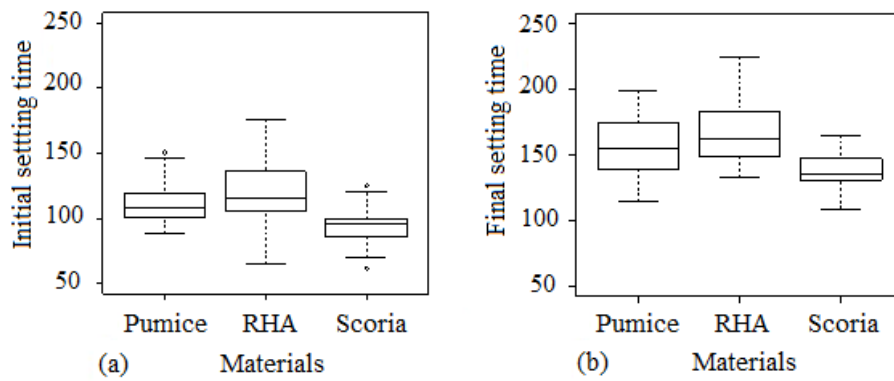 Initial settting time
250
200
150
100
50
Pumice RHA Scoria
(a) Materials
Final setting time
250
200
150
100
50
Pumice RHA Scoria
(b) Materials